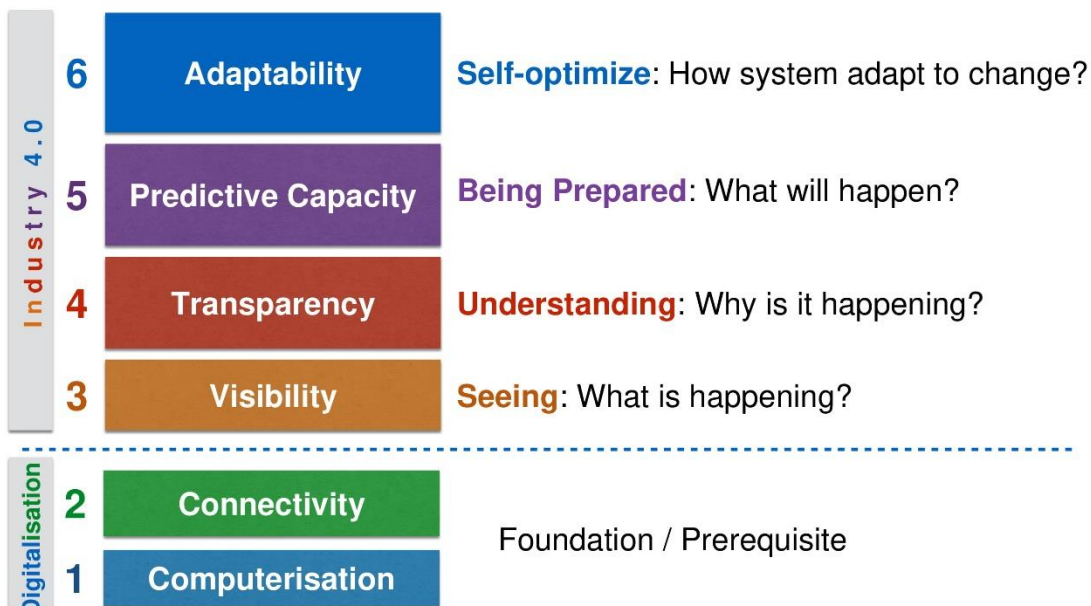 Industry 4.0
6
Adaptability
Self-optimize: How system adapt to change?
5
Predictive Capacity
Being Prepared: What will happen?
4
Transparency
Understanding: Why is it happening?
3
Visibility
Seeing: What is happening?
Digitalisation
2
Connectivity
Foundation / Prerequisite
1
Computerisation